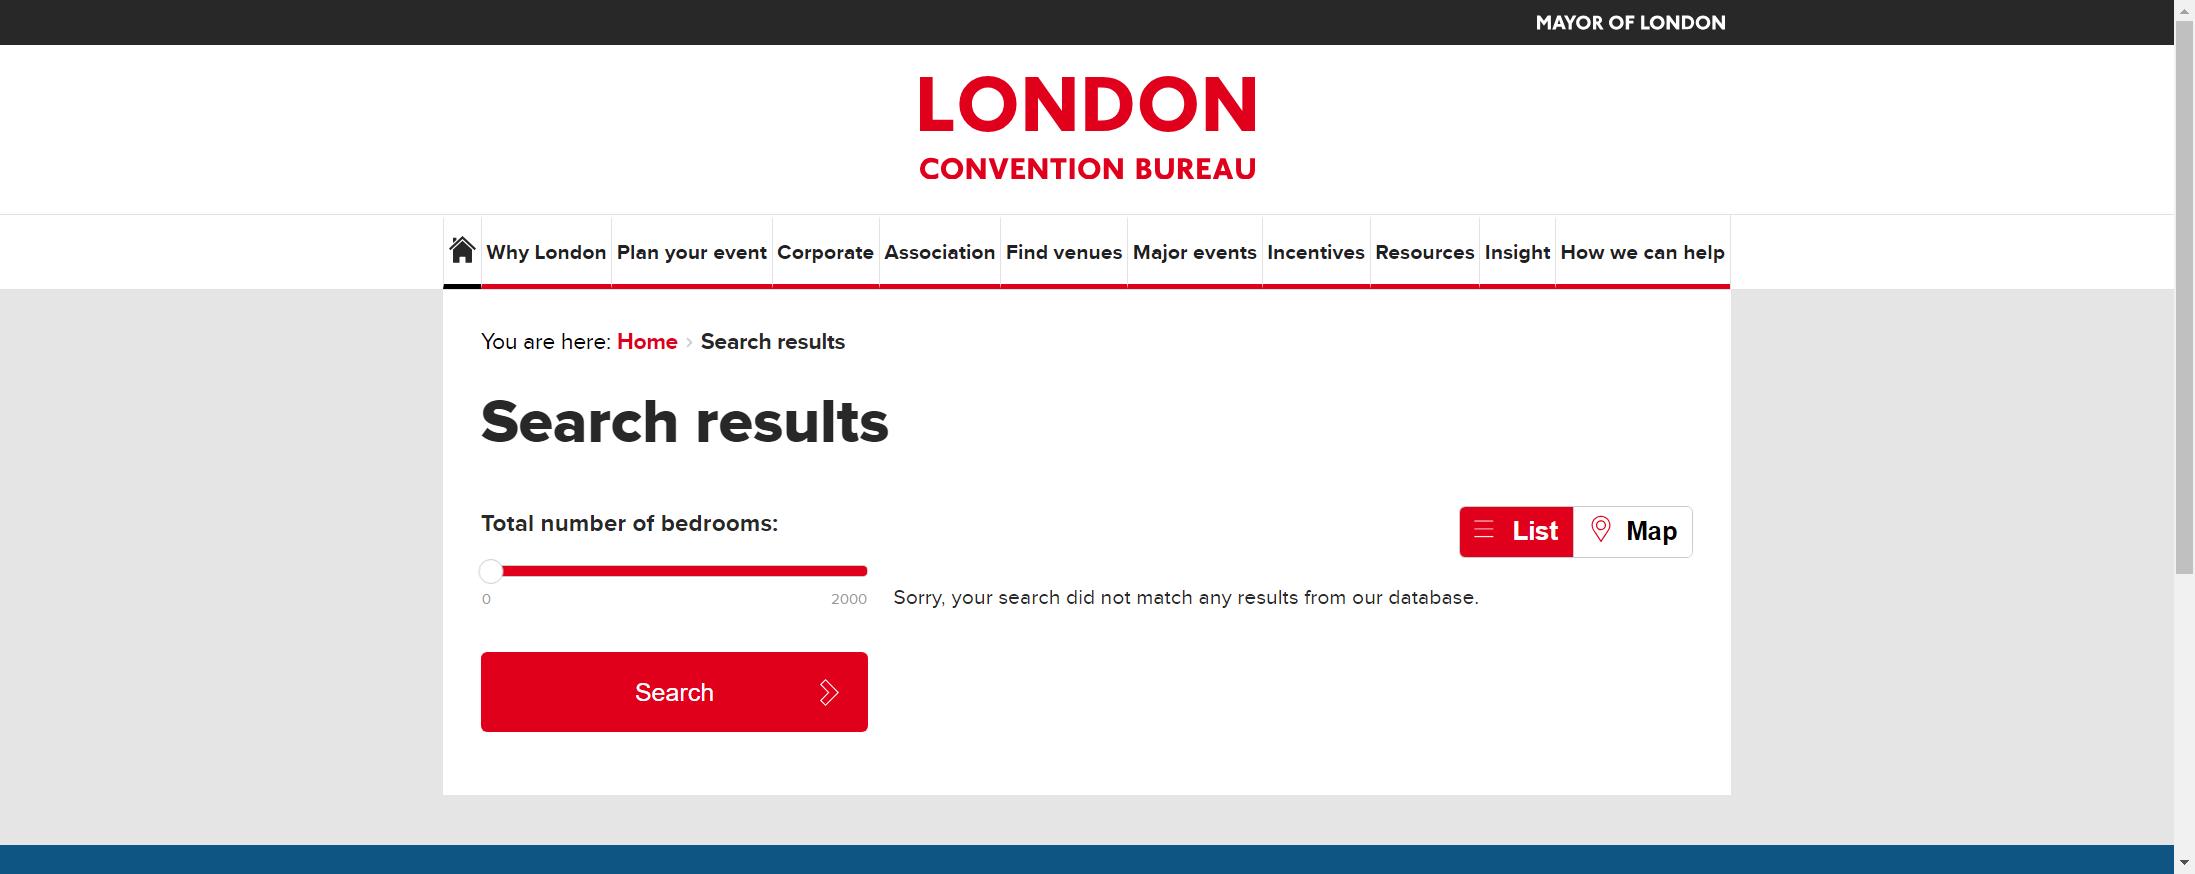 MAYOR OF LONDON
LONDON
CONVENTION BUREAU
Why London Plan your event Corporate Association Find venues Major events Incentives Resources Insight How we can help
You are here: Home › Search results
Search results
Total number of bedrooms:
List Map
0 2000
Sorry, your search did not match any results from our database.
Search